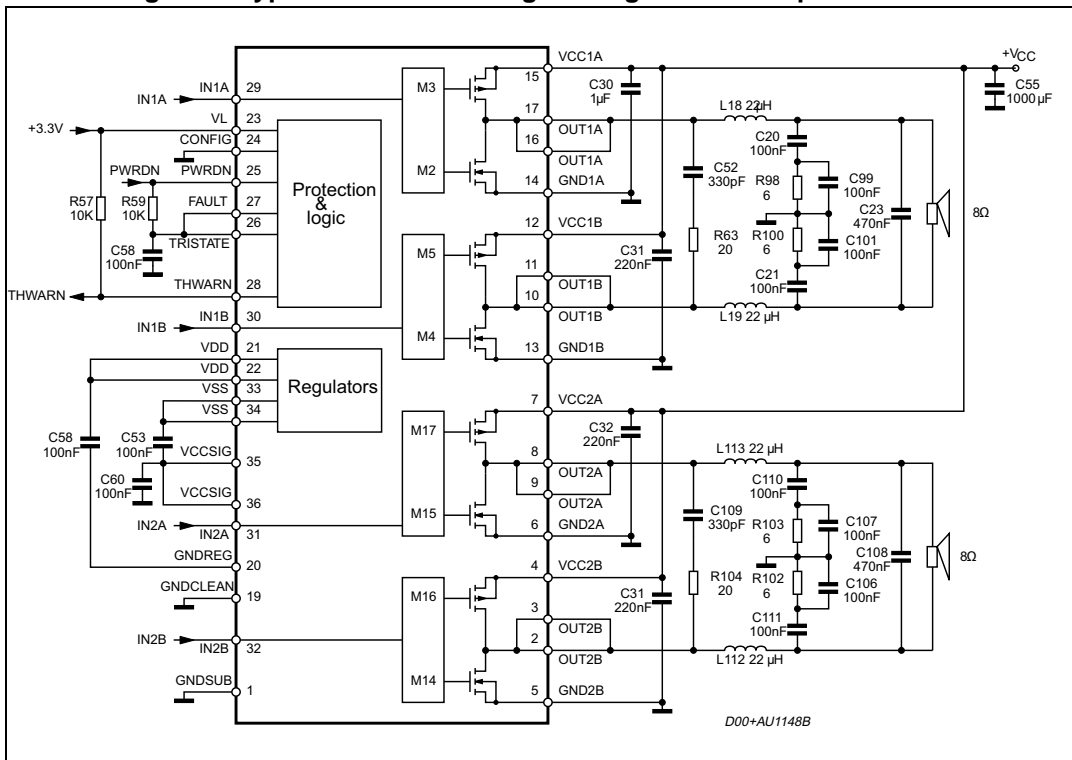 VCC1A
+VCC
IN1A
29
IN1A
M3
15
C30
1µF
C55
1000 µF
+3.3V
VL
23
17
OUT1A
L18 22µH
CONFIG
24
16
OUT1A
C20
100nF
PWRDN
PWRDN
25
Protection
&
logic
M2
14
GND1A
C52
330pF
R98
6
C99
100nF
R57
10K
R59
10K
FAULT
27
12
VCC1B
C23
470nF
8Ω
26
TRISTATE
C58
100nF
M5
11
OUT1B
C31
220nF
R63
20
R100
6
C101
100nF
THWARN
THWARN
28
10
OUT1B
C21
100nF
L19 22 µH
IN1B
IN1B
30
M4
13
GND1B
VDD
21
VDD
22
Regulators
VSS
33
VSS
34
7
VCC2A
C58
100nF
C53
100nF
M17
C32
220nF
VCCSIG
35
8
OUT2A
L113 22 µH
C60
100nF
9
OUT2A
C110
100nF
VCCSIG
36
IN2A
IN2A
31
M15
6
GND2A
C109
330pF
R103
6
C107
100nF
C108
470nF
8Ω
GNDREG
20
4
VCC2B
GNDCLEAN
19
M16
C31
220nF
R104
20
R102
6
C106
100nF
3
OUT2B
C111
100nF
IN2B
IN2B
32
2
OUT2B
L112 22 µH
M14
GNDSUB
1
5
GND2B
D00+AU1148B